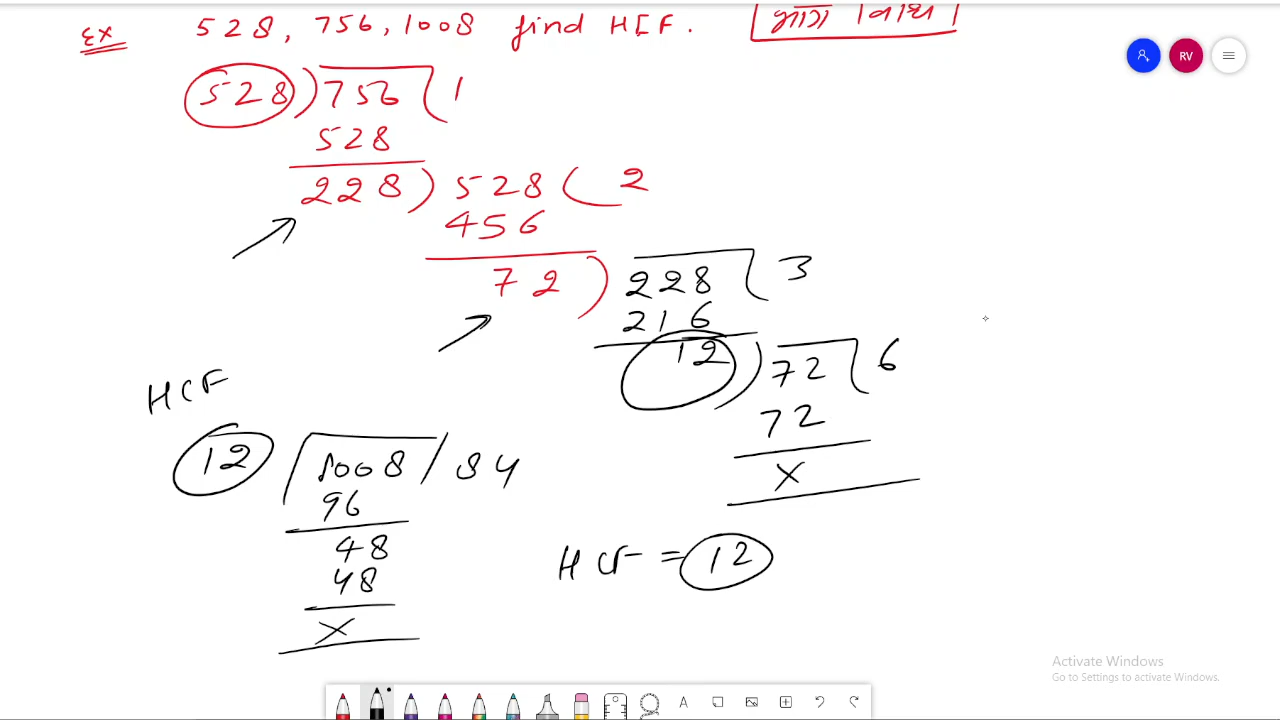 Ex 528, 756, 1008 find HCF. भाग विधि
528 ) 756 ( 1
528
228 ) 528 ( 2
456
72 ) 228 ( 3
216
12 ) 72 ( 6
72
X
HCF
12 1008 84
96
48
48
X
HCF = 12
RV
Activate Windows
Go to Settings to activate Windows.
A